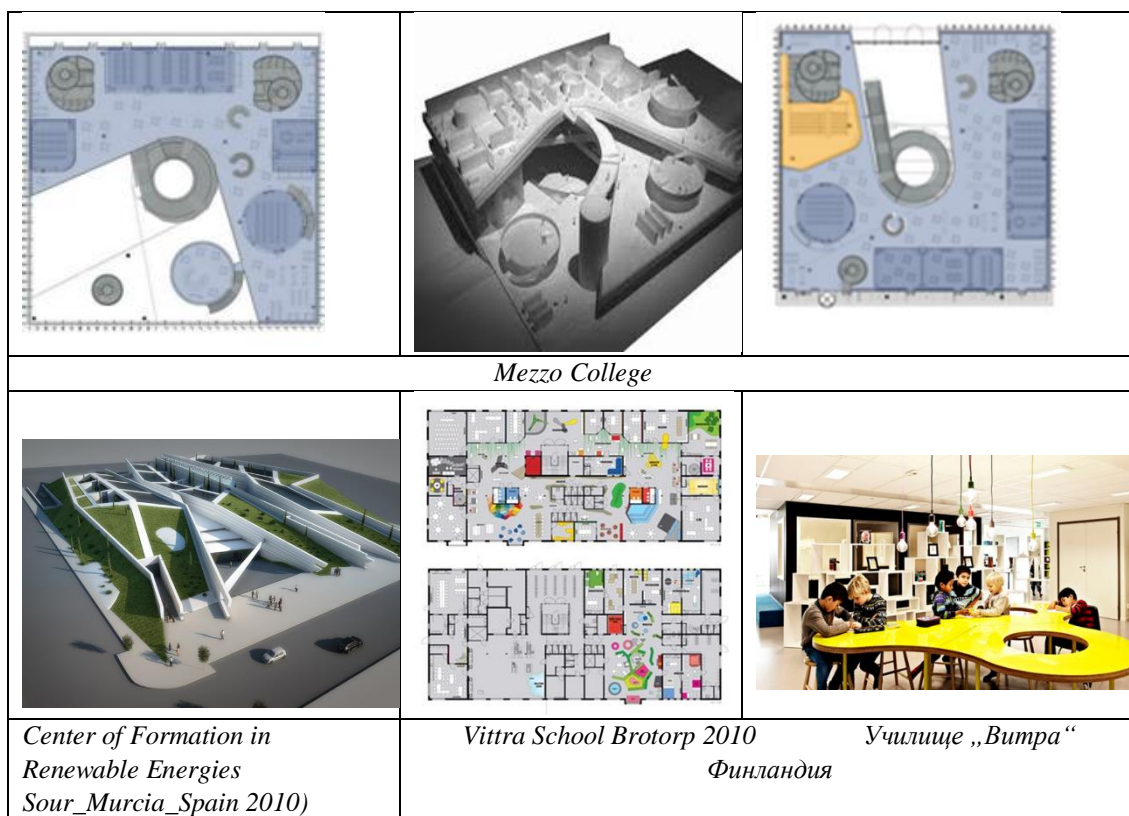 Mezzo College
Center of Formation in
Renewable Energies
Sour_Murcia_Spain 2010)
Vittra School Brotorp 2010 Училище „Витра“
Финландия